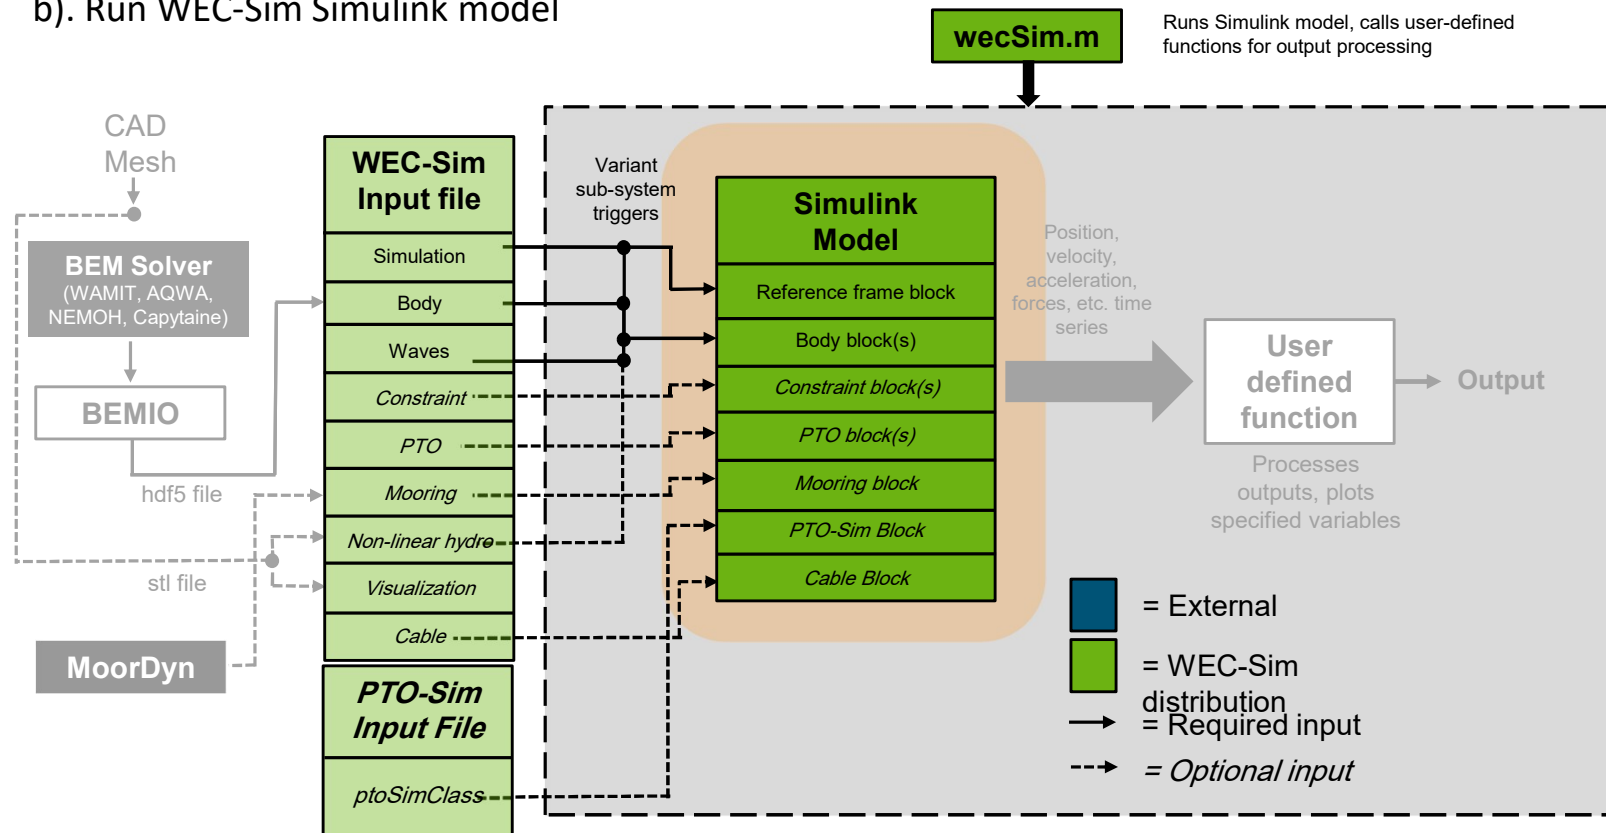 b). Run WEC-Sim Simulink model
wecSim.m
Runs Simulink model, calls user-defined
functions for output processing
CAD
Mesh
BEM Solver
(WAMIT, AQWA,
NEMOH, Capytaine)
BEMIO
hdf5 file
stl file
MoorDyn
WEC-Sim
Input file
Simulation
Body
Waves
Constraint
PTO
Mooring
Non-linear hydro
Visualization
Cable
PTO-Sim
Input File
ptoSimClass
Variant
sub-system
triggers
Simulink
Model
Reference frame block
Body block(s)
Constraint block(s)
PTO block(s)
Mooring block
PTO-Sim Block
Cable Block
Position,
velocity,
acceleration,
forces, etc. time
series
User
defined
function
Output
Processes
outputs, plots
specified variables
= External
= WEC-Sim
distribution
= Required input
= Optional input